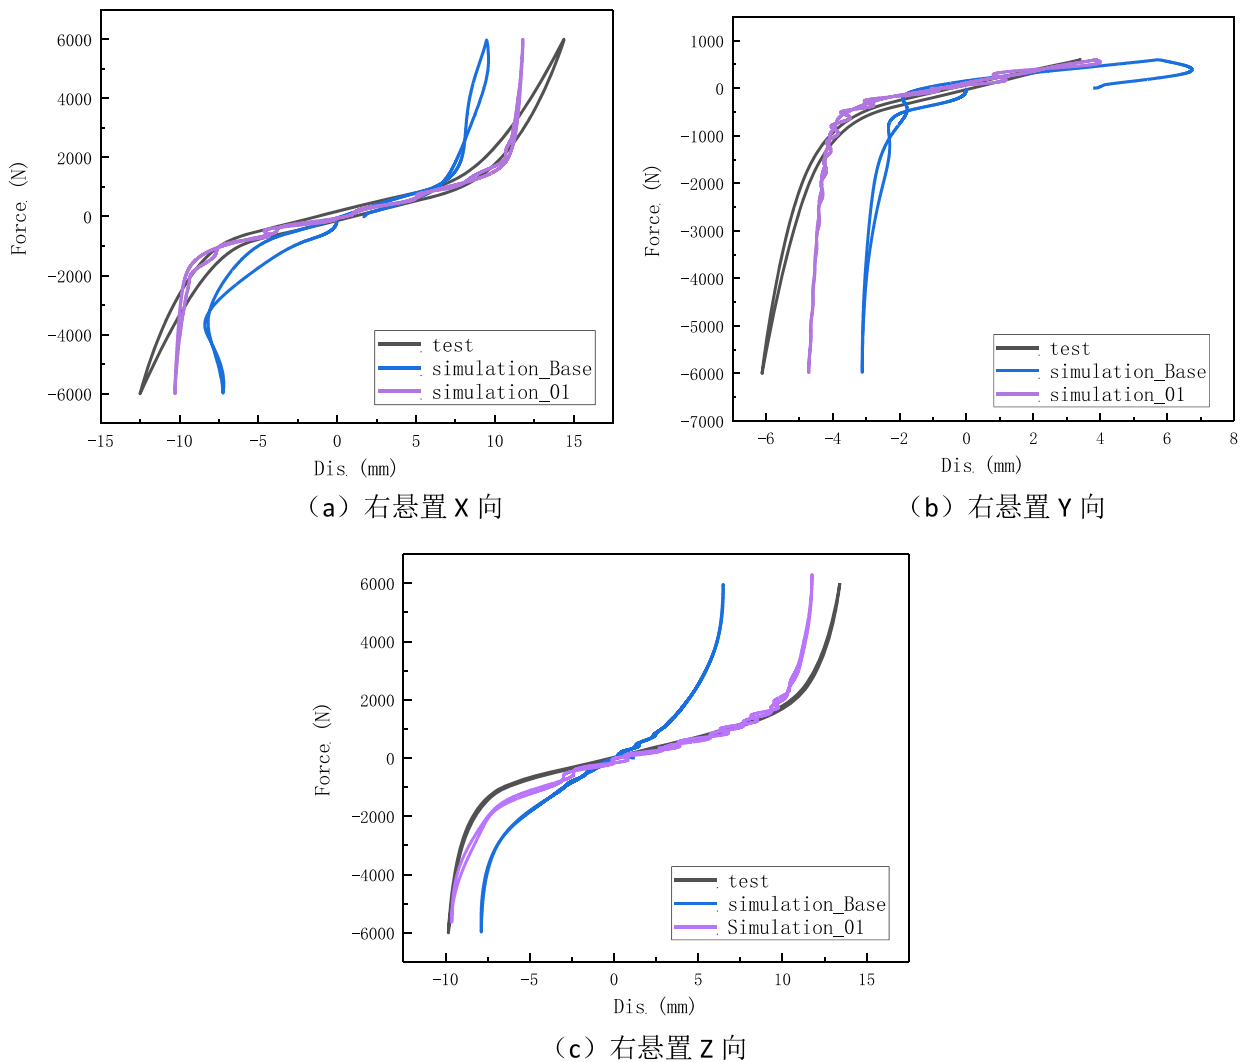 6000
4000
2000
0
-2000
-4000
-6000
Force. (N)
-15
-10
-5
0
5
10
15
Dis. (mm)
test
simulation_Base
simulation_01
(a)右悬置 X 向
1000
0
-1000
-2000
-3000
-4000
-5000
-6000
-7000
Force. (N)
-6
-4
-2
0
2
4
6
8
Dis. (mm)
test
simulation_Base
simulation_01
(b)右悬置 Y 向
6000
4000
2000
0
-2000
-4000
-6000
Force. (N)
-10
-5
0
5
10
15
Dis. (mm)
test
simulation_Base
Simulation_01
(c)右悬置 Z 向